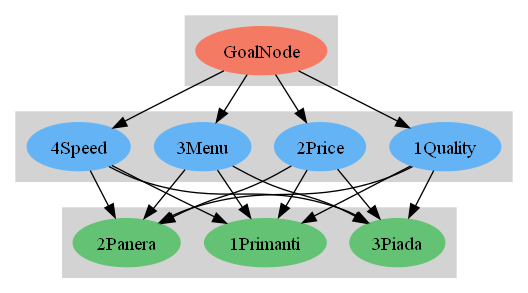 GoalNode
4Speed 3Menu 2Price 1Quality
2Panera 1Primanti 3Piada